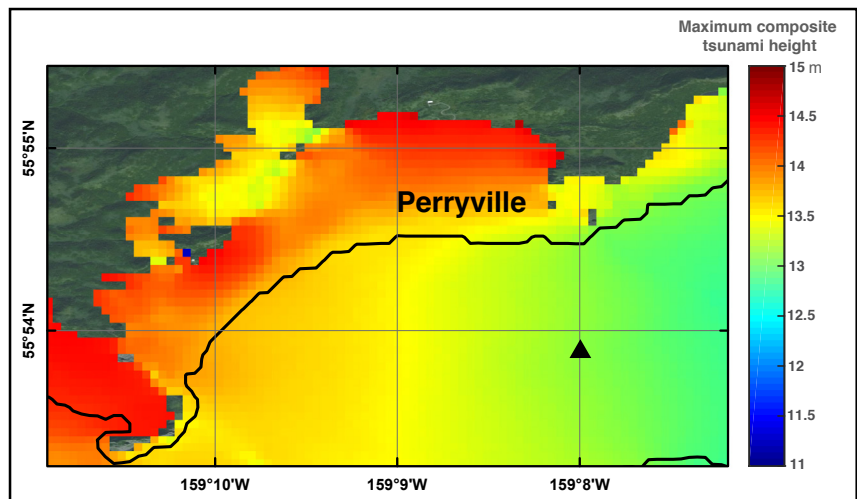 Maximum composite
tsunami height
15 m
14.5
14
13.5
13
12.5
12
11.5
11
55°55'N
55°54'N
Perryville
159°10'W
159°9'W
159°8'W